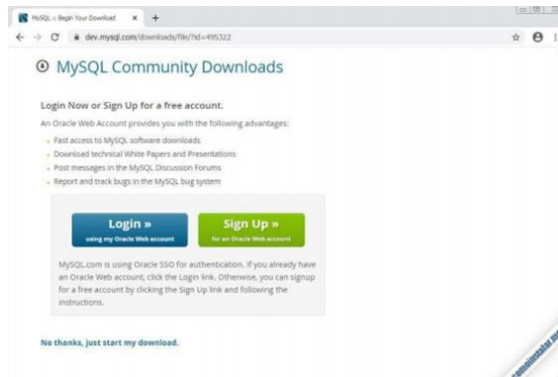 MySQL :: Begin Your Download
dev.mysql.com/downloads/file/?id=495322
MySQL Community Downloads
Login Now or Sign Up for a free account.
An Oracle Web Account provides you with the following advantages:
Fast access to MySQL software downloads
Download technical White Papers and Presentations
Post messages in the MySQL Discussion Forums
Report and track bugs in the MySQL bug system
Login »
using my Oracle Web account
Sign Up »
for an Oracle Web account
MySQL.com is using Oracle SSO for authentication. If you already have
an Oracle Web account, click the Login link. Otherwise, you can signup
for a free account by clicking the Sign Up link and following the
instructions.
No thanks, just start my download.